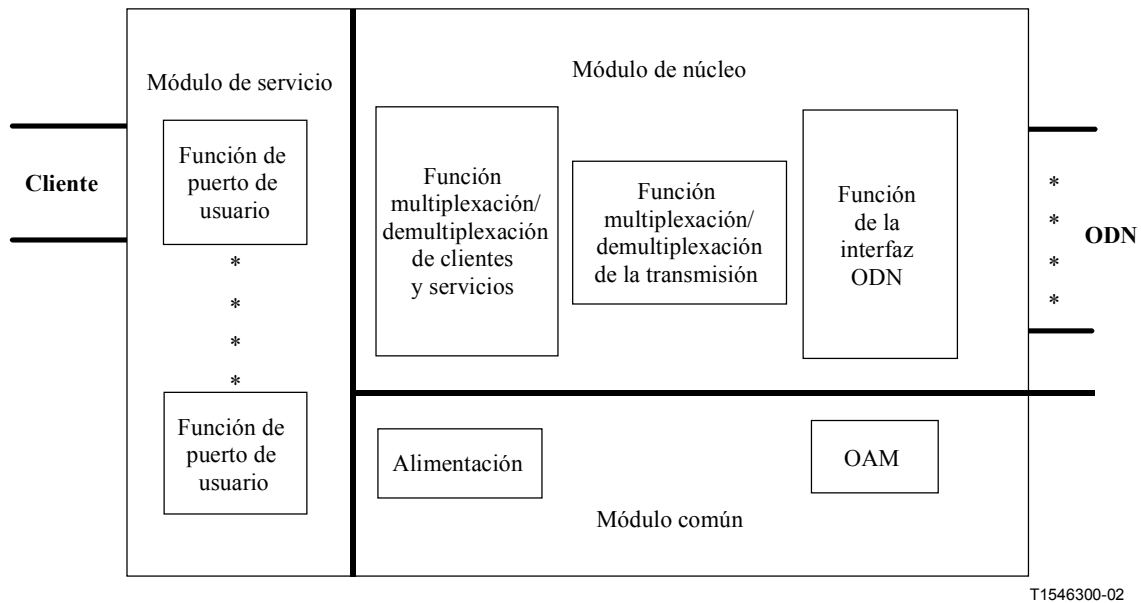 Módulo de servicio
Módulo de núcleo
Cliente
Función de
puerto de
usuario
*
*
*
*
Función de
puerto de
usuario
Función
multiplexación/
demultiplexación
de clientes
y servicios
Función
multiplexación/
demultiplexación
de la transmisión
Función
de la
interfaz
ODN
*
*
*
*
ODN
Alimentación
OAM
Módulo común
T1546300-02